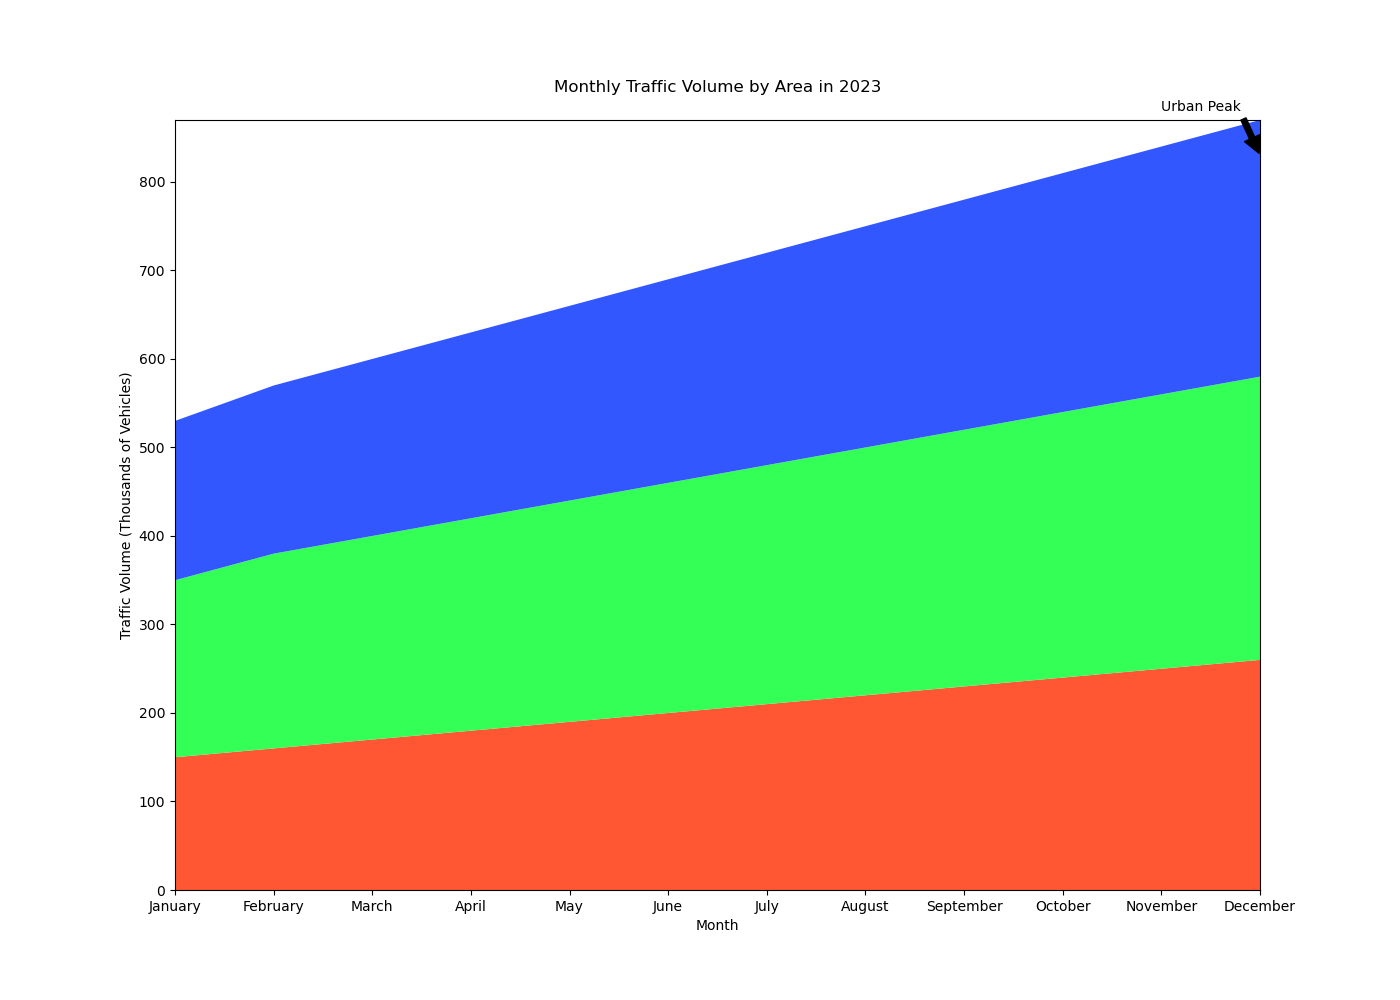 Monthly Traffic Volume by Area in 2023
Urban Peak
800
700
600
500
400
300
200
100
0
Traffic Volume (Thousands of Vehicles)
January February March April May June July August September October November December
Month